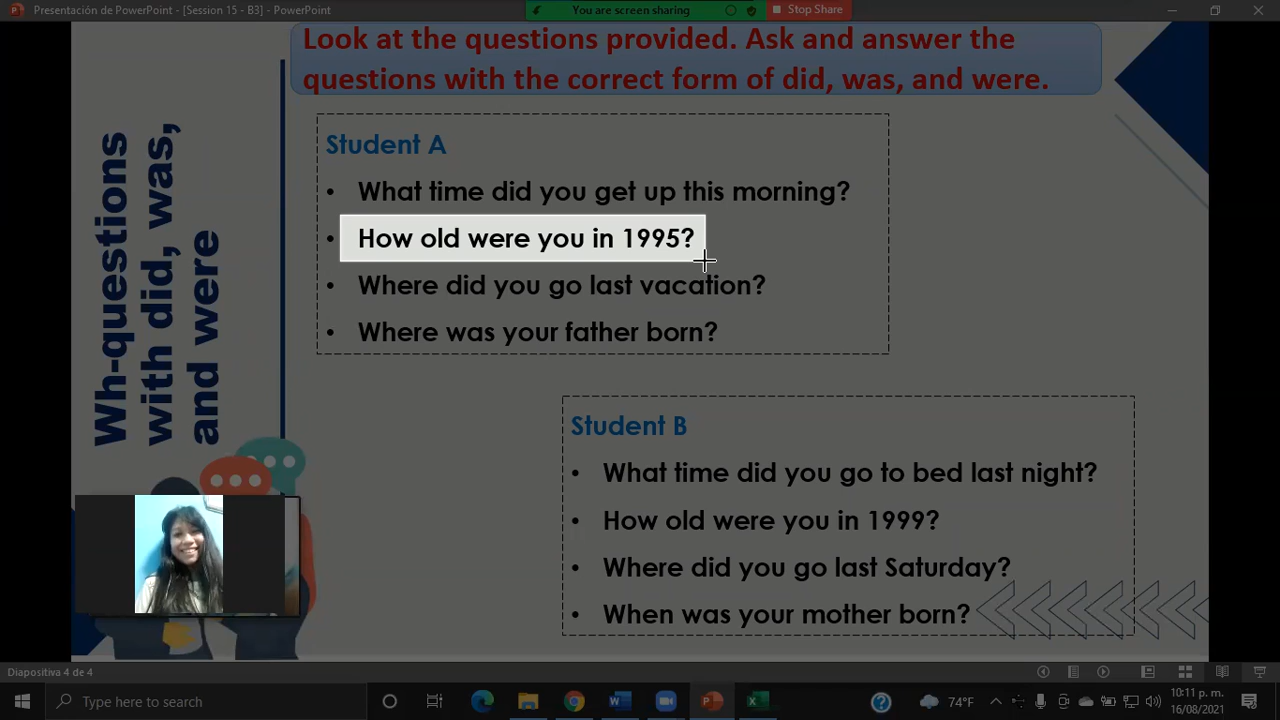 Presentación de PowerPoint - [Session 15 - B3] - PowerPoint
You are screen sharing
Stop Share
Look at the questions provided. Ask and answer the
questions with the correct form of did, was, and were.
Wh-questions
with did, was,
and were
Student A
• What time did you get up this morning?
• How old were you in 1995?
• Where did you go last vacation?
• Where was your father born?
Student B
• What time did you go to bed last night?
• How old were you in 1999?
• Where did you go last Saturday?
• When was your mother born?
Diapositiva 4 de 4
Type here to search
74°F
10:11 p. m.
16/08/2021